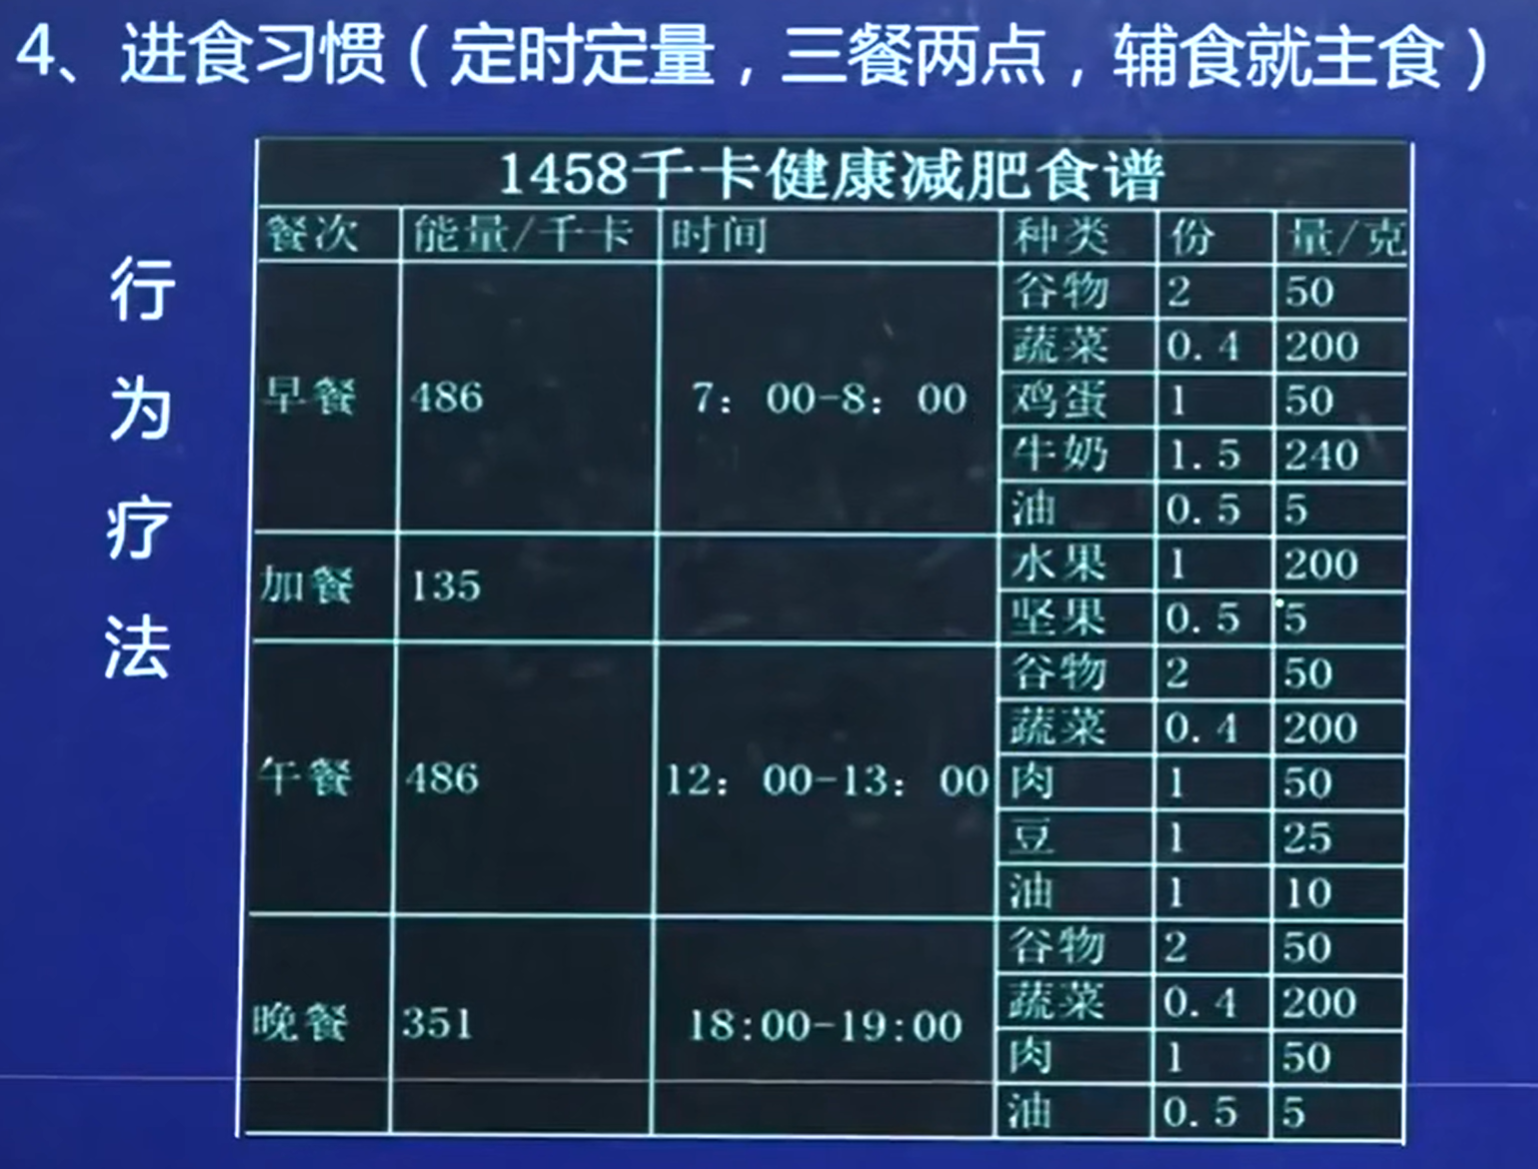 4、进食习惯（定时定量，三餐两点，辅食就主食）
行
为
疗
法
1458千卡健康减肥食谱
餐次 能量/千卡 时间 种类 份 量/克
早餐 486 7：00-8：00 谷物 2 50
蔬菜 0.4 200
鸡蛋 1 50
牛奶 1.5 240
油 0.5 5
加餐 135 水果 1 200
坚果 0.5 5
午餐 486 12：00-13：00 谷物 2 50
蔬菜 0.4 200
肉 1 50
豆 1 25
油 1 10
晚餐 351 18:00-19:00 谷物 2 50
蔬菜 0.4 200
肉 1 50
油 0.5 5